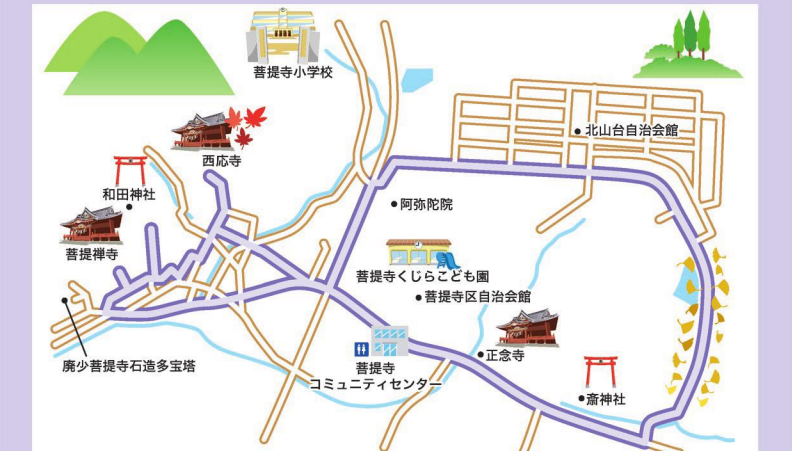 菩提寺小学校
北山台自治会館
西応寺
和田神社
阿弥陀院
菩提禅寺
菩提寺くじらこども園
菩提寺区自治会館
廃少菩提寺石造多宝塔
菩提寺
コミュニティセンター
正念寺
斎神社